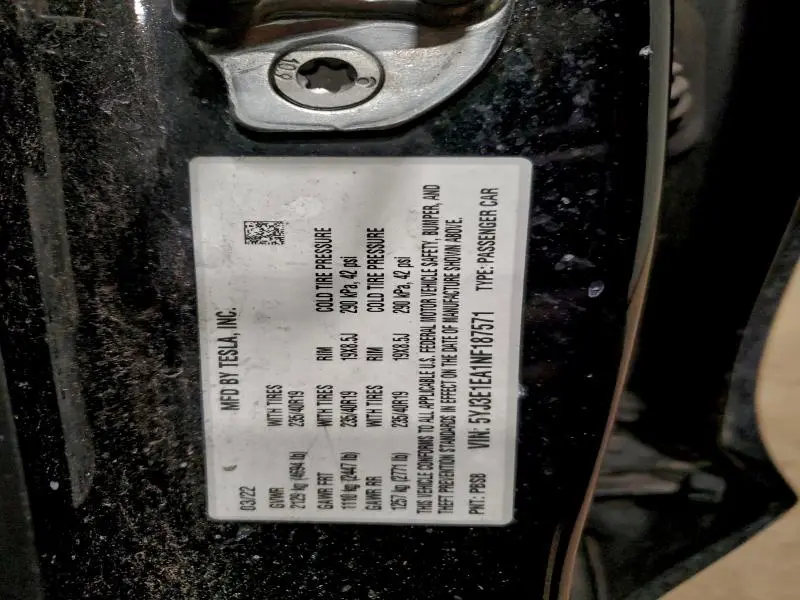 10.9
MFD BY TESLA, INC.
03/22
GVWR WITH TIRES RIM COLD TIRE PRESSURE
2129 kg (4694 lb) 235/40R19 19X8.5J 290 kPa, 42 psi
GAWR FRT WITH TIRES RIM COLD TIRE PRESSURE
1110 kg (2447 lb) 235/40R19 19X8.5J 290 kPa, 42 psi
GAWR RR
1257 kg (2771 lb) 235/40R19
THIS VEHICLE CONFORMS TO ALL APPLICABLE U.S. FEDERAL MOTOR VEHICLE SAFETY, BUMPER, AND
THEFT PREVENTION STANDARDS IN EFFECT ON THE DATE OF MANUFACTURE SHOWN ABOVE.
VIN: 5YJ3E1EA1NF187571 TYPE: PASSENGER CAR
PNT: PBSB